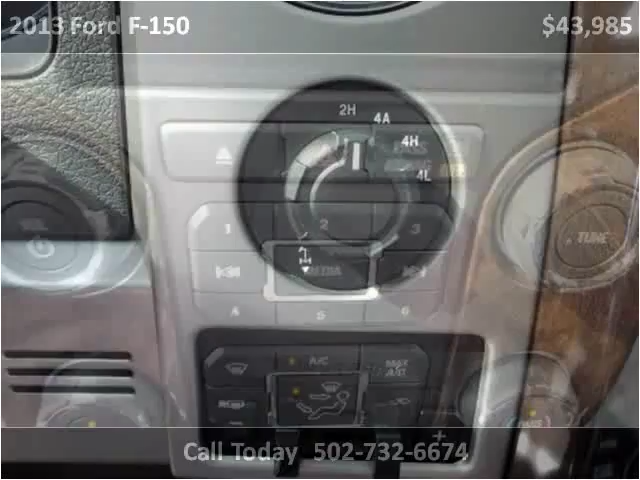 2013 Ford F-150 $43,985
2H
4A
4H
4L
1 2 3
TUNE
MEDIA
4 5 6
A/C
MAX A/C
PASS
Call Today 502-732-6674